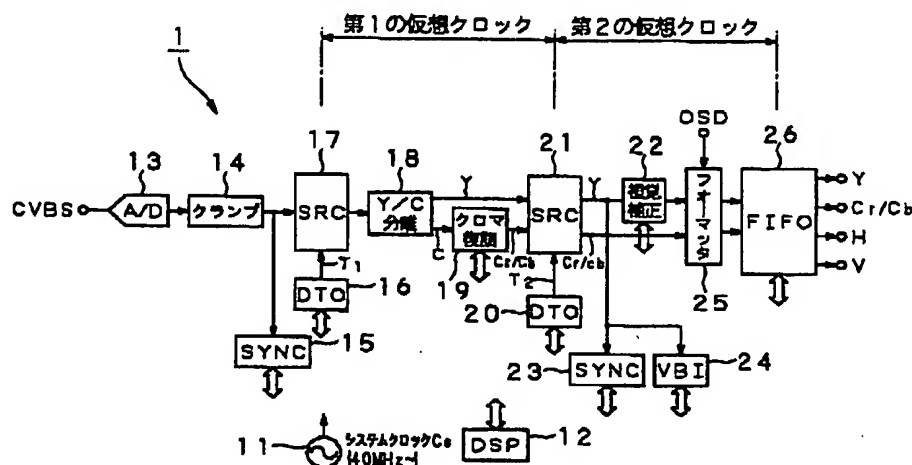 第1の仮想クロック
第2の仮想クロック
1
OSD
13
14
17
18
21
22
26
CVBS
A/D
クランプ
SRC
Y/C
分離
Y
C
クロマ
復調
Cr/Cb
SRC
Y
Cr/Cb
視覚
補正
フォーマッタ
FIFO
Y
Cr/Cb
H
V
T1
T2
DTO
16
19
20
DTO
25
SYNC
15
23
SYNC
VBI
24
11
システムクロックCs
(40MHz~)
DSP
12